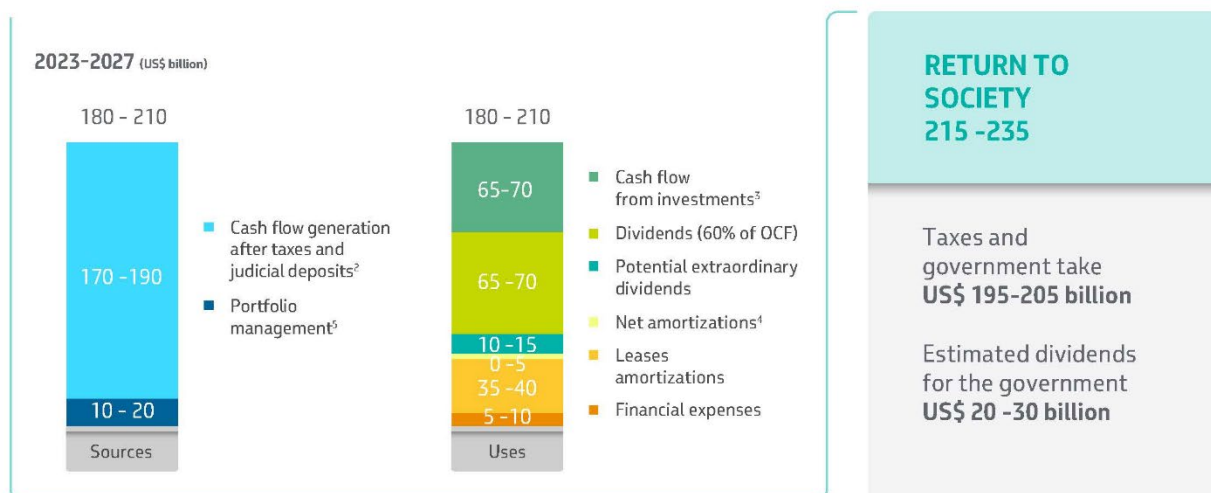 2023-2027 (US$ billion)
180 - 210
170 -190
10 - 20
Sources
Cash flow generation
after taxes and
judicial deposits²
Portfolio
management⁵
180 - 210
65-70
65 -70
10 -15
0 -5
35 -40
5 -10
Uses
Cash flow
from investments³
Dividends (60% of OCF)
Potential extraordinary
dividends
Net amortizations⁴
Leases
amortizations
Financial expenses
RETURN TO
SOCIETY
215 -235
Taxes and
government take
US$ 195-205 billion
Estimated dividends
for the government
US$ 20 -30 billion